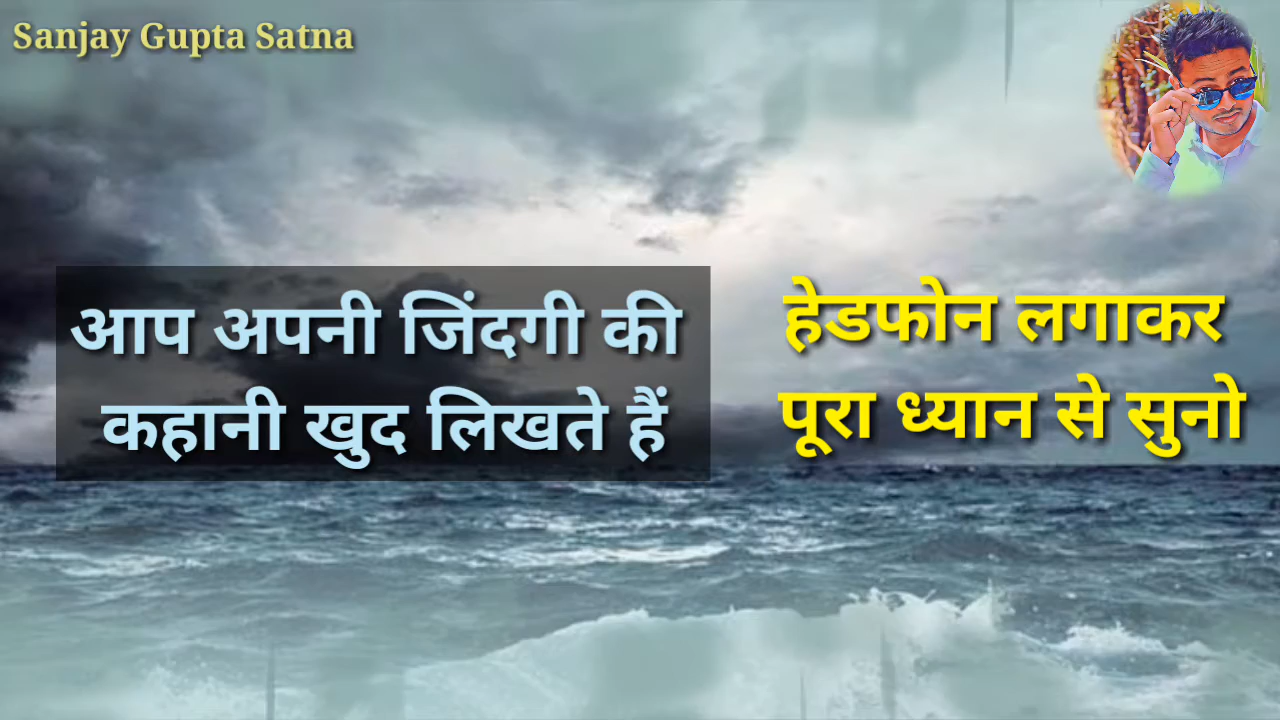 Sanjay Gupta Satna
आप अपनी जिंदगी की
कहानी खुद लिखते हैं
हेडफोन लगाकर
पूरा ध्यान से सुनो